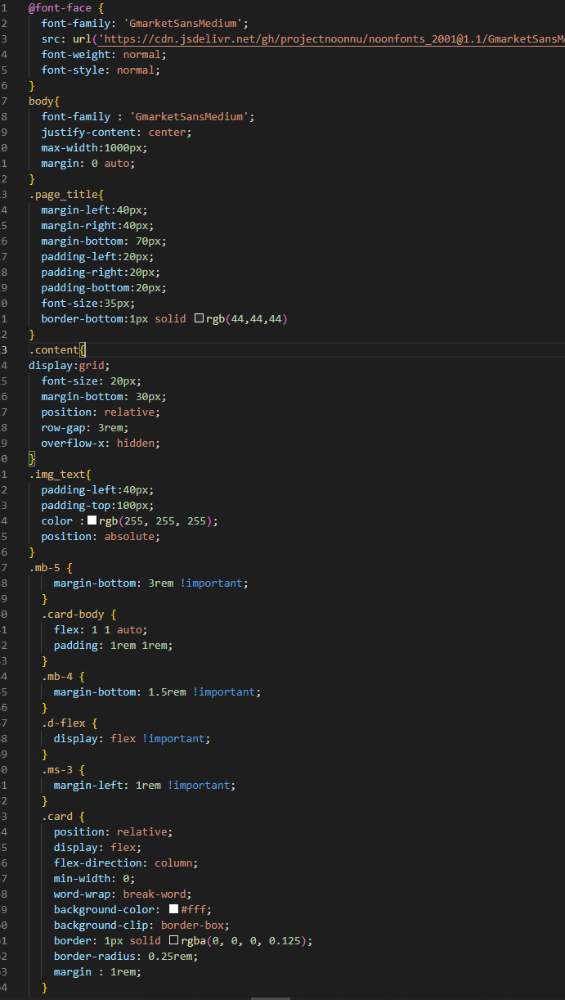 @font-face {
font-family: 'GmarketSansMedium';
src: url('https://cdn.jsdelivr.net/gh/projectnoonnu/noonfonts_2001@1.1/GmarketSansM
font-weight: normal;
font-style: normal;
}
body{
font-family : 'GmarketSansMedium';
justify-content: center;
max-width:1000px;
margin: 0 auto;
}
.page_title{
margin-left:40px;
margin-right:40px;
margin-bottom: 70px;
padding-left:20px;
padding-right:20px;
padding-bottom:20px;
font-size:35px;
border-bottom:1px solid rgb(44,44,44)
}
.content{
display:grid;
font-size: 20px;
margin-bottom: 30px;
position: relative;
row-gap: 3rem;
overflow-x: hidden;
}
.img_text{
padding-left:40px;
padding-top:100px;
color :rgb(255, 255, 255);
position: absolute;
}
.mb-5 {
margin-bottom: 3rem !important;
}
.card-body {
flex: 1 1 auto;
padding: 1rem 1rem;
}
.mb-4 {
margin-bottom: 1.5rem !important;
}
.d-flex {
display: flex !important;
}
.ms-3 {
margin-left: 1rem !important;
}
.card {
position: relative;
display: flex;
flex-direction: column;
min-width: 0;
word-wrap: break-word;
background-color: #fff;
background-clip: border-box;
border: 1px solid rgba(0, 0, 0, 0.125);
border-radius: 0.25rem;
margin : 1rem;
}